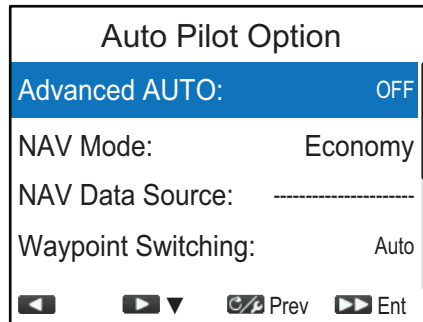 Auto Pilot Option
Advanced AUTO: OFF
NAV Mode: Economy
NAV Data Source: ----------------------
Waypoint Switching: Auto
Prev Ent